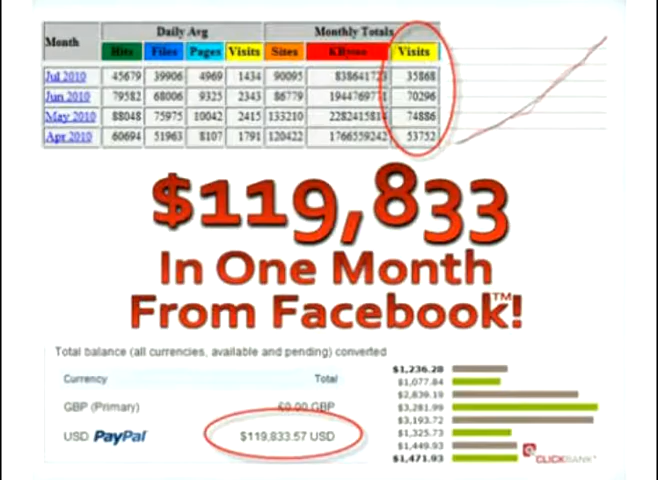 Month Daily Avg Monthly Totals
Hits Files Pages Visits Sites KBytes Visits
Jul 2010 45679 39906 4969 1434 90095 838641723 35868
Jun 2010 79582 68006 9325 2343 86779 1944769771 70296
May 2010 88048 75975 10042 2415 133210 2282415814 74886
Apr 2010 60694 51963 8107 1791 120422 1766559242 53752
$119,833
In One Month
From Facebook™!
Total balance (all currencies, available and pending) converted
Currency Total
GBP (Primary) £0.00 GBP
USD PayPal $119,833.57 USD
$1,236.28
$1,077.84
$2,839.19
$3,281.99
$3,193.72
$1,325.73
$1,449.93
$1,471.93
CLICKBANK